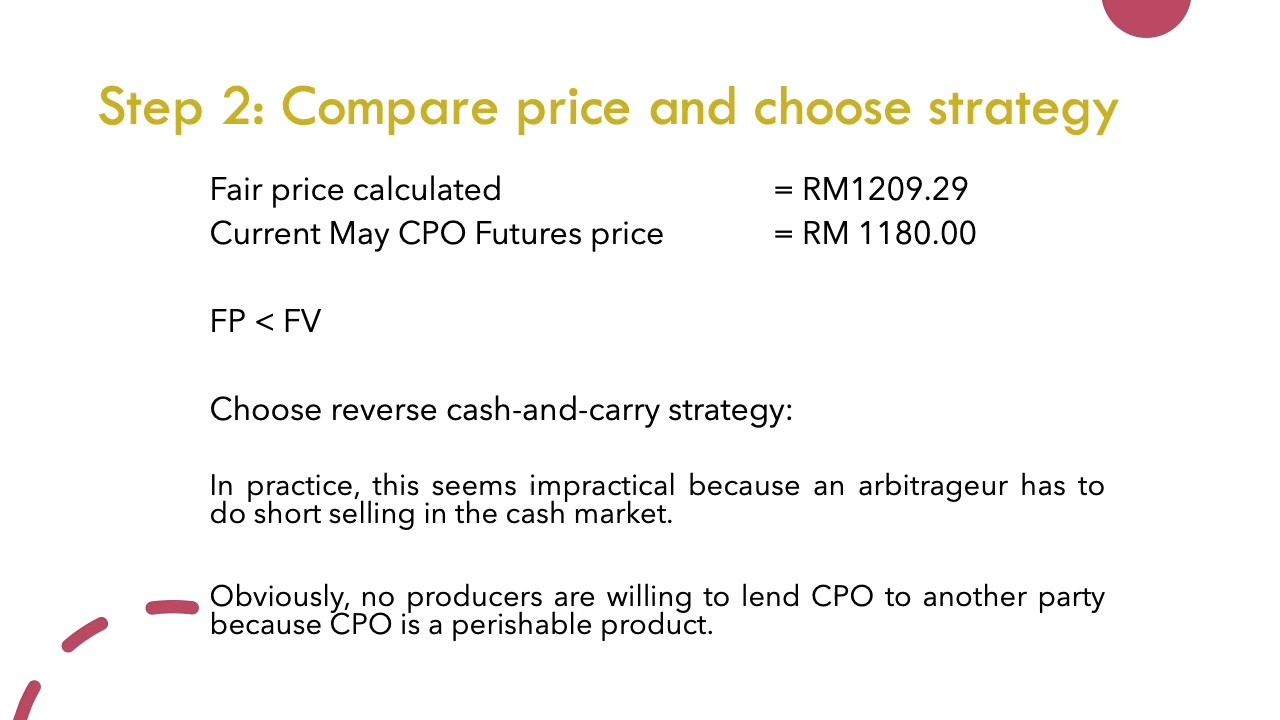 Step 2: Compare price and choose strategy
Fair price calculated = RM1209.29
Current May CPO Futures price = RM 1180.00
FP < FV
Choose reverse cash-and-carry strategy:
In practice, this seems impractical because an arbitrageur has to
do short selling in the cash market.
Obviously, no producers are willing to lend CPO to another party
because CPO is a perishable product.